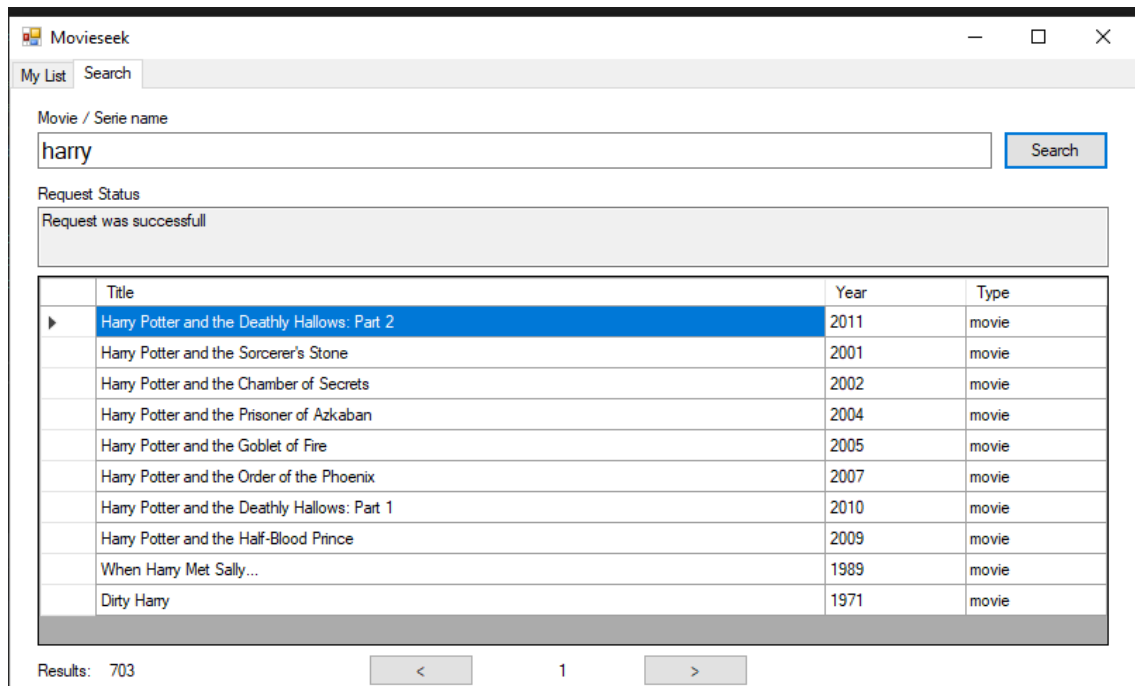 Movieseek
My List Search
Movie / Serie name
harry Search
Request Status
Request was successfull
Title Year Type
Harry Potter and the Deathly Hallows: Part 2 2011 movie
Harry Potter and the Sorcerer's Stone 2001 movie
Harry Potter and the Chamber of Secrets 2002 movie
Harry Potter and the Prisoner of Azkaban 2004 movie
Harry Potter and the Goblet of Fire 2005 movie
Harry Potter and the Order of the Phoenix 2007 movie
Harry Potter and the Deathly Hallows: Part 1 2010 movie
Harry Potter and the Half-Blood Prince 2009 movie
When Harry Met Sally... 1989 movie
Dirty Harry 1971 movie
Results: 703 < 1 >